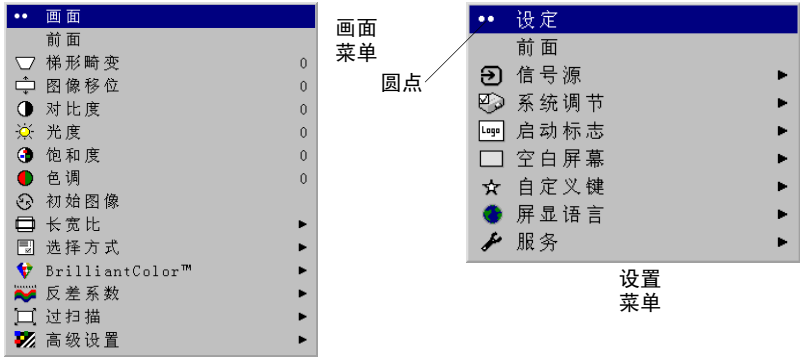 •• 画面
前面
梯形畸变 0
图像移位 0
对比度 0
光度 0
饱和度 0
色调 0
初始图像
长宽比
选择方式
BrilliantColor™
反差系数
过扫描
高级设置
画面
菜单
圆点
•• 设定
前面
信号源
系统调节
Logo 启动标志
空白屏幕
自定义键
屏显语言
服务
设置
菜单